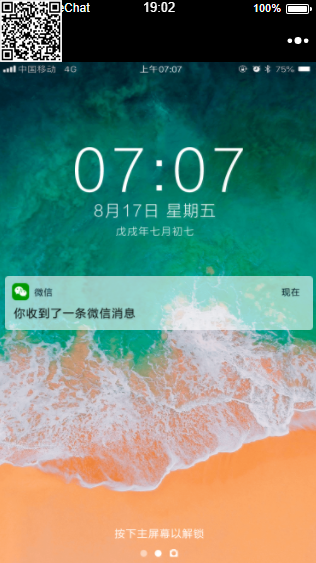 eChat 19:02 100%
中国移动 4G 上午07:07 75%
07:07
8月17日 星期五
戊戌年七月初七
微信 现在
你收到了一条微信消息
按下主屏幕以解锁